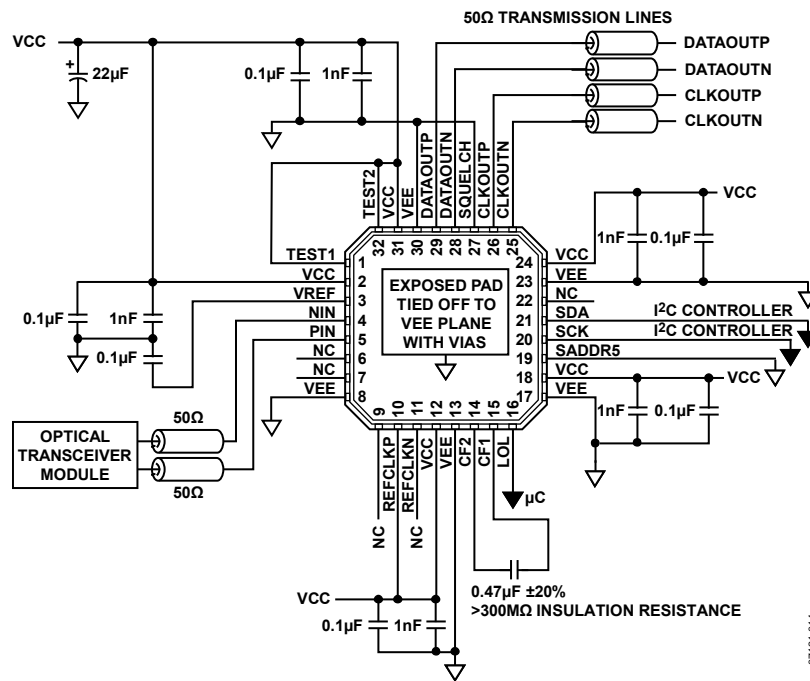 50Ω TRANSMISSION LINES
VCC
22µF
+
0.1µF
1nF
DATAOUTP
DATAOUTN
CLKOUTP
CLKOUTN
TEST2
VCC
VEE
DATAOUTP
DATAOUTN
SQUELCH
CLKOUTP
CLKOUTN
32
31
30
29
28
27
26
25
TEST1
VCC
VREF
NIN
PIN
NC
NC
VEE
1
2
3
4
5
6
7
8
EXPOSED PAD
TIED OFF TO
VEE PLANE
WITH VIAS
24
23
22
21
20
19
18
17
VCC
VEE
NC
SDA
SCK
SADDR5
VCC
VEE
VCC
1nF
0.1µF
I²C CONTROLLER
I²C CONTROLLER
VCC
1nF
0.1µF
0.1µF
1nF
0.1µF
50Ω
OPTICAL
TRANSCEIVER
MODULE
50Ω
9
10
11
12
13
14
15
16
NC
REFCLKP
REFCLKN
NC
VCC
VEE
CF2
CF1
LOL
µC
0.47µF ±20%
>300MΩ INSULATION RESISTANCE
VCC
0.1µF
1nF